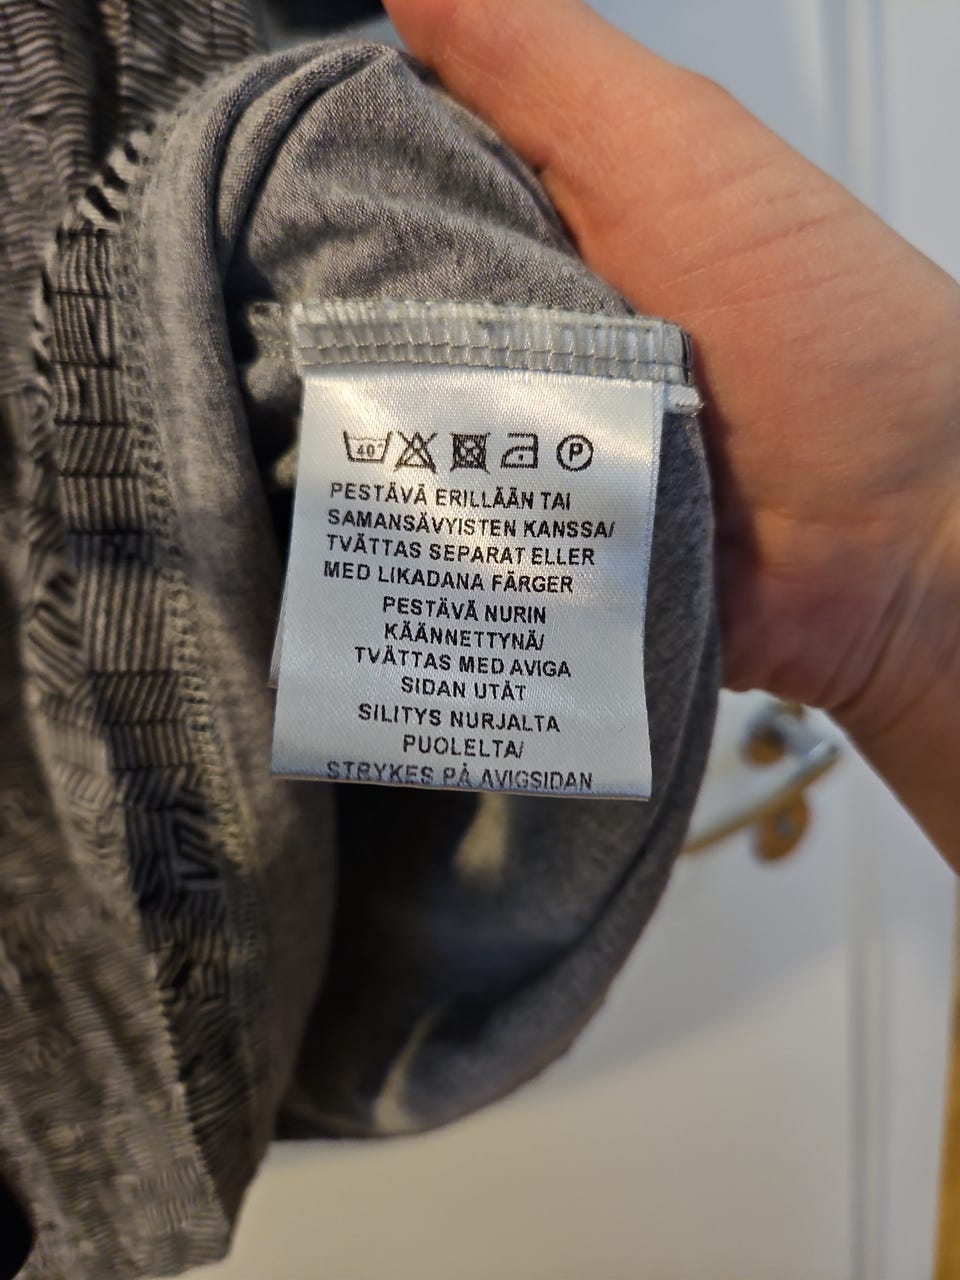 40° P
PESTÄVÄ ERILLÄÄN TAI
SAMANSÄVYISTEN KANSSA/
TVÄTTAS SEPARAT ELLER
MED LIKADANA FÄRGER
PESTÄVÄ NURIN
KÄÄNNETTYNÄ/
TVÄTTAS MED AVIGA
SIDAN UTÅT
SILITYS NURJALTA
PUOLELTA/
STRYKES PÅ AVIGSIDAN